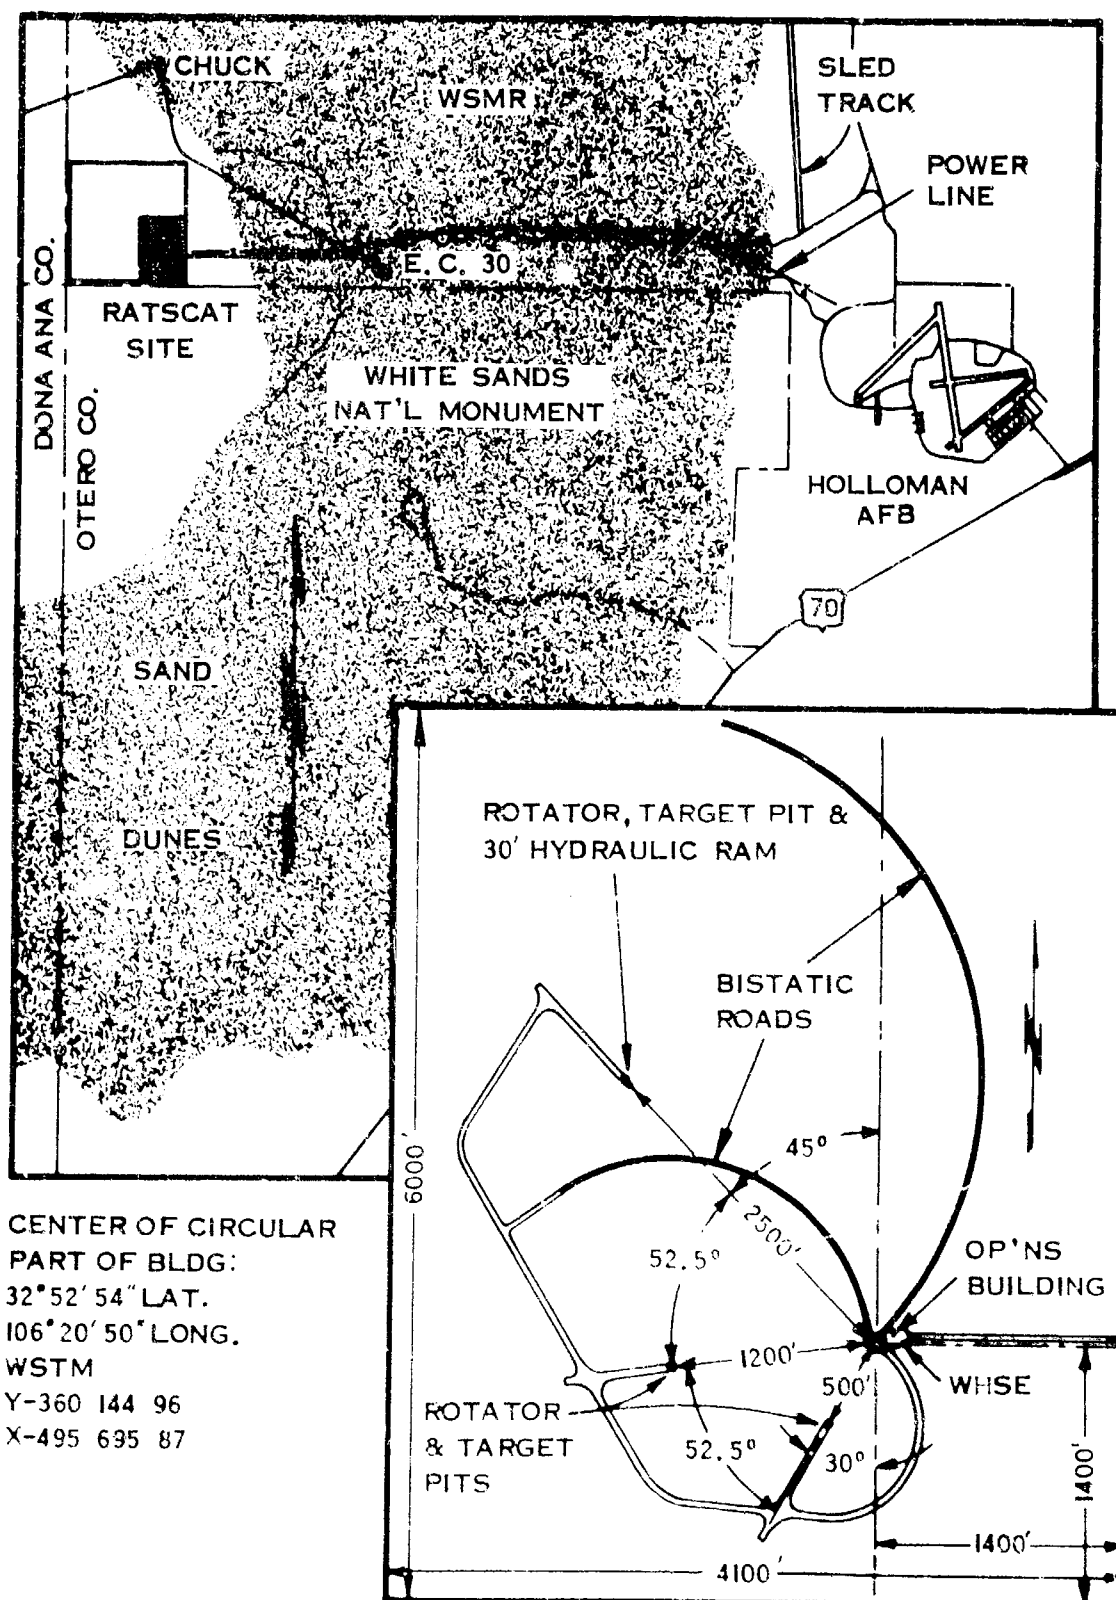 CHUCK
WSMR
SLED
TRACK
POWER
LINE
E. C. 30
DONA ANA CO.
OTERO CO.
RATSCAT
SITE
WHITE SANDS
NAT'L MONUMENT
HOLLOMAN
AFB
70
SAND
DUNES
ROTATOR, TARGET PIT &
30' HYDRAULIC RAM
BISTATIC
ROADS
6000'
45°
2500'
52.5°
OP'NS
BUILDING
1200'
WHSE
500'
ROTATOR
& TARGET
PITS
52.5°
30°
1400'
1400'
4100'
CENTER OF CIRCULAR
PART OF BLDG:
32°52'54" LAT.
106°20'50" LONG.
WSTM
Y-360 144 96
X-495 695 87